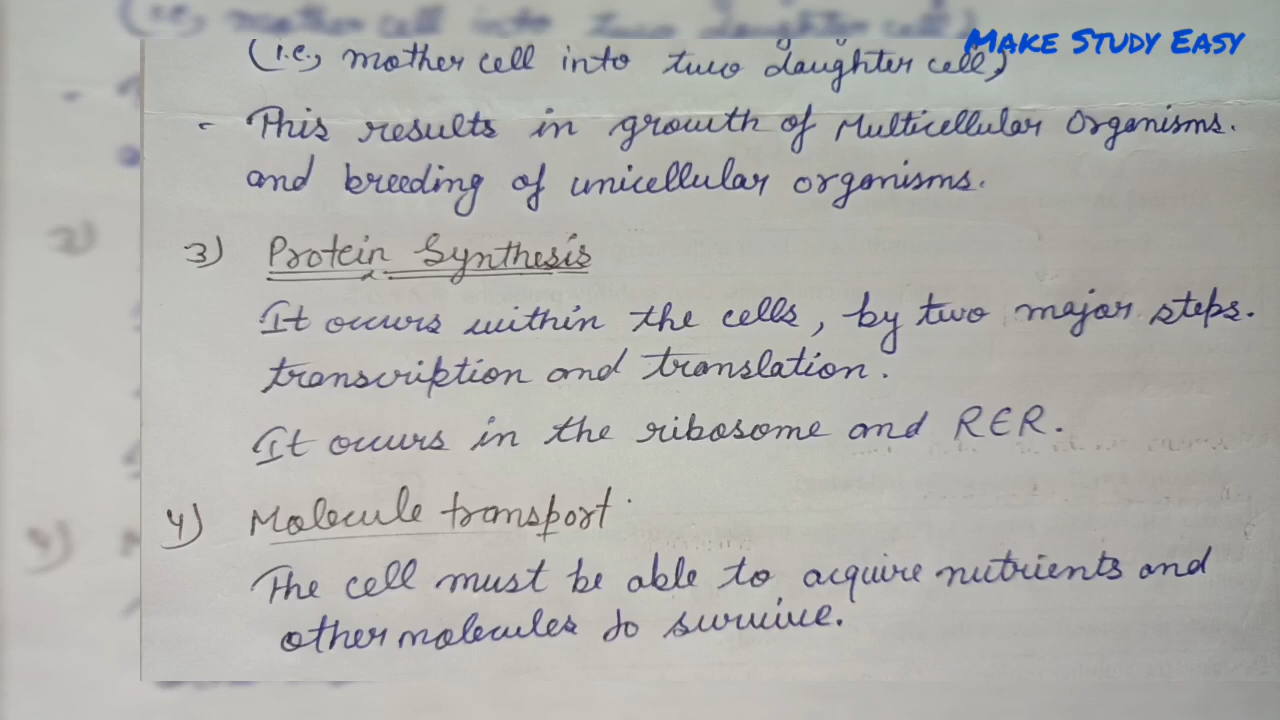 MAKE STUDY EASY
(i.e., mother cell into two daughter cell)
- This results in growth of Multicellular Organisms.
and breeding of unicellular organisms.
3) Protein Synthesis
It occurs within the cells, by two major steps.
transcription and translation.
It occurs in the ribosome and RER.
4) Molecule transport.
The cell must be able to acquire nutrients and
other molecules to survive.